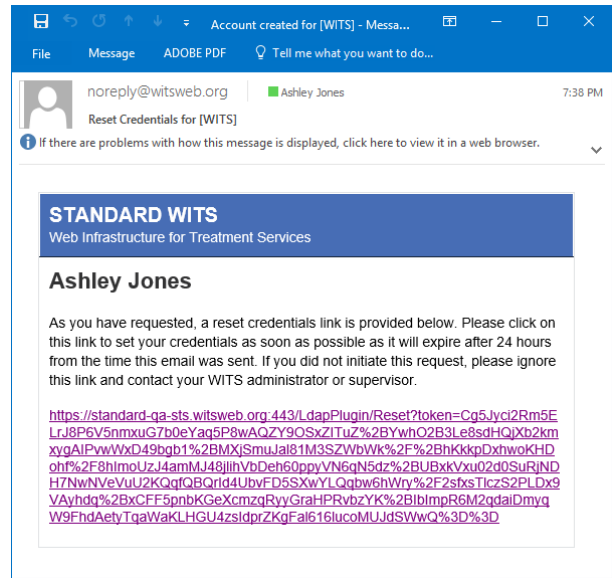 Account created for [WITS] - Messa...
File Message ADOBE PDF Tell me what you want to do...
noreply@witsweb.org Ashley Jones 7:38 PM
Reset Credentials for [WITS]
If there are problems with how this message is displayed, click here to view it in a web browser.
STANDARD WITS
Web Infrastructure for Treatment Services
Ashley Jones
As you have requested, a reset credentials link is provided below. Please click on
this link to set your credentials as soon as possible as it will expire after 24 hours
from the time this email was sent. If you did not initiate this request, please ignore
this link and contact your WITS administrator or supervisor.
https://standard-qa-sts.witsweb.org:443/LdapPlugin/Reset?token=Cg5Jyci2Rm5E
LrJ8P6V5nmxuG7b0eYaq5P8wAQZY9OSxZITuZ%2BYwhO2B3Le8sdHQjXb2km
xygAIPvwWxD49bgb1%2BMXjSmuJal81M3SZWbWk%2F%2BhKkkpDxhwoKHD
ohf%2F8hImoUzJ4amMJ48jlihVbDeh60ppyVN6qN5dz%2BUBxkVxu02d0SuRjND
H7NwNVeVuU2KQqfQBQrId4UbvFD5SXwYLQqbw6hWry%2F2sfxsTlczS2PLDx9
VAyhdq%2BxCFF5pnbKGeXcmzqRyyGraHPRvbzYK%2BIbImpR6M2qdaiDmyq
W9FhdAetyTqaWaKLHGU4zsIdprZKgFal616lucoMUJdSWwQ%3D%3D